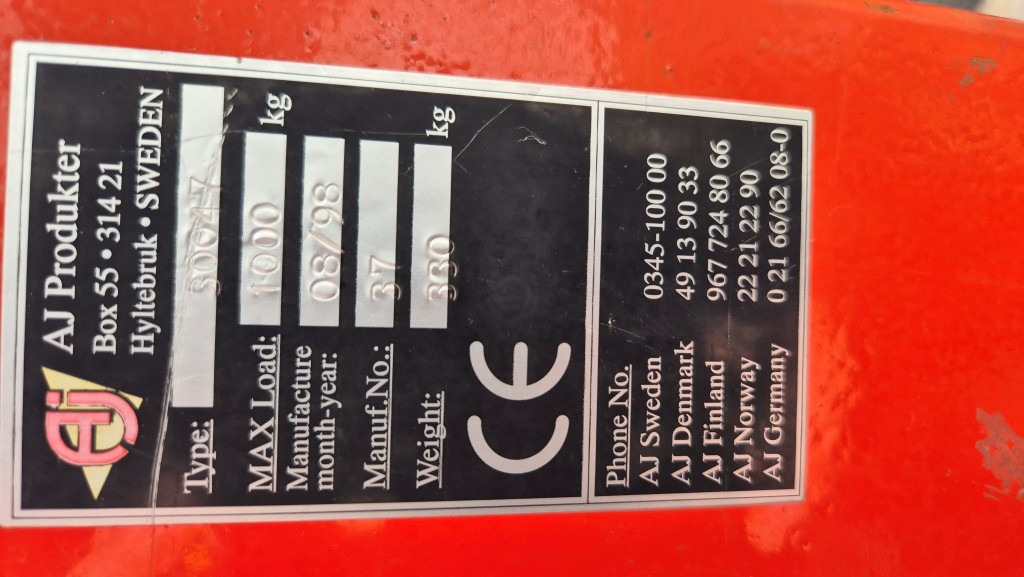 AJ
AJ Produkter
Box 55 • 314 21
Hyltebruk • SWEDEN
Type: 30047
MAX Load: 1000 kg
Manufacture
month-year: 08/98
Manuf.No.: 37
Weight: 330 kg
CE
Phone No.
AJ Sweden 0345-100 00
AJ Denmark 49 13 90 33
AJ Finland 967 724 80 66
AJ Norway 22 21 22 90
AJ Germany 0 21 66/62 08-0